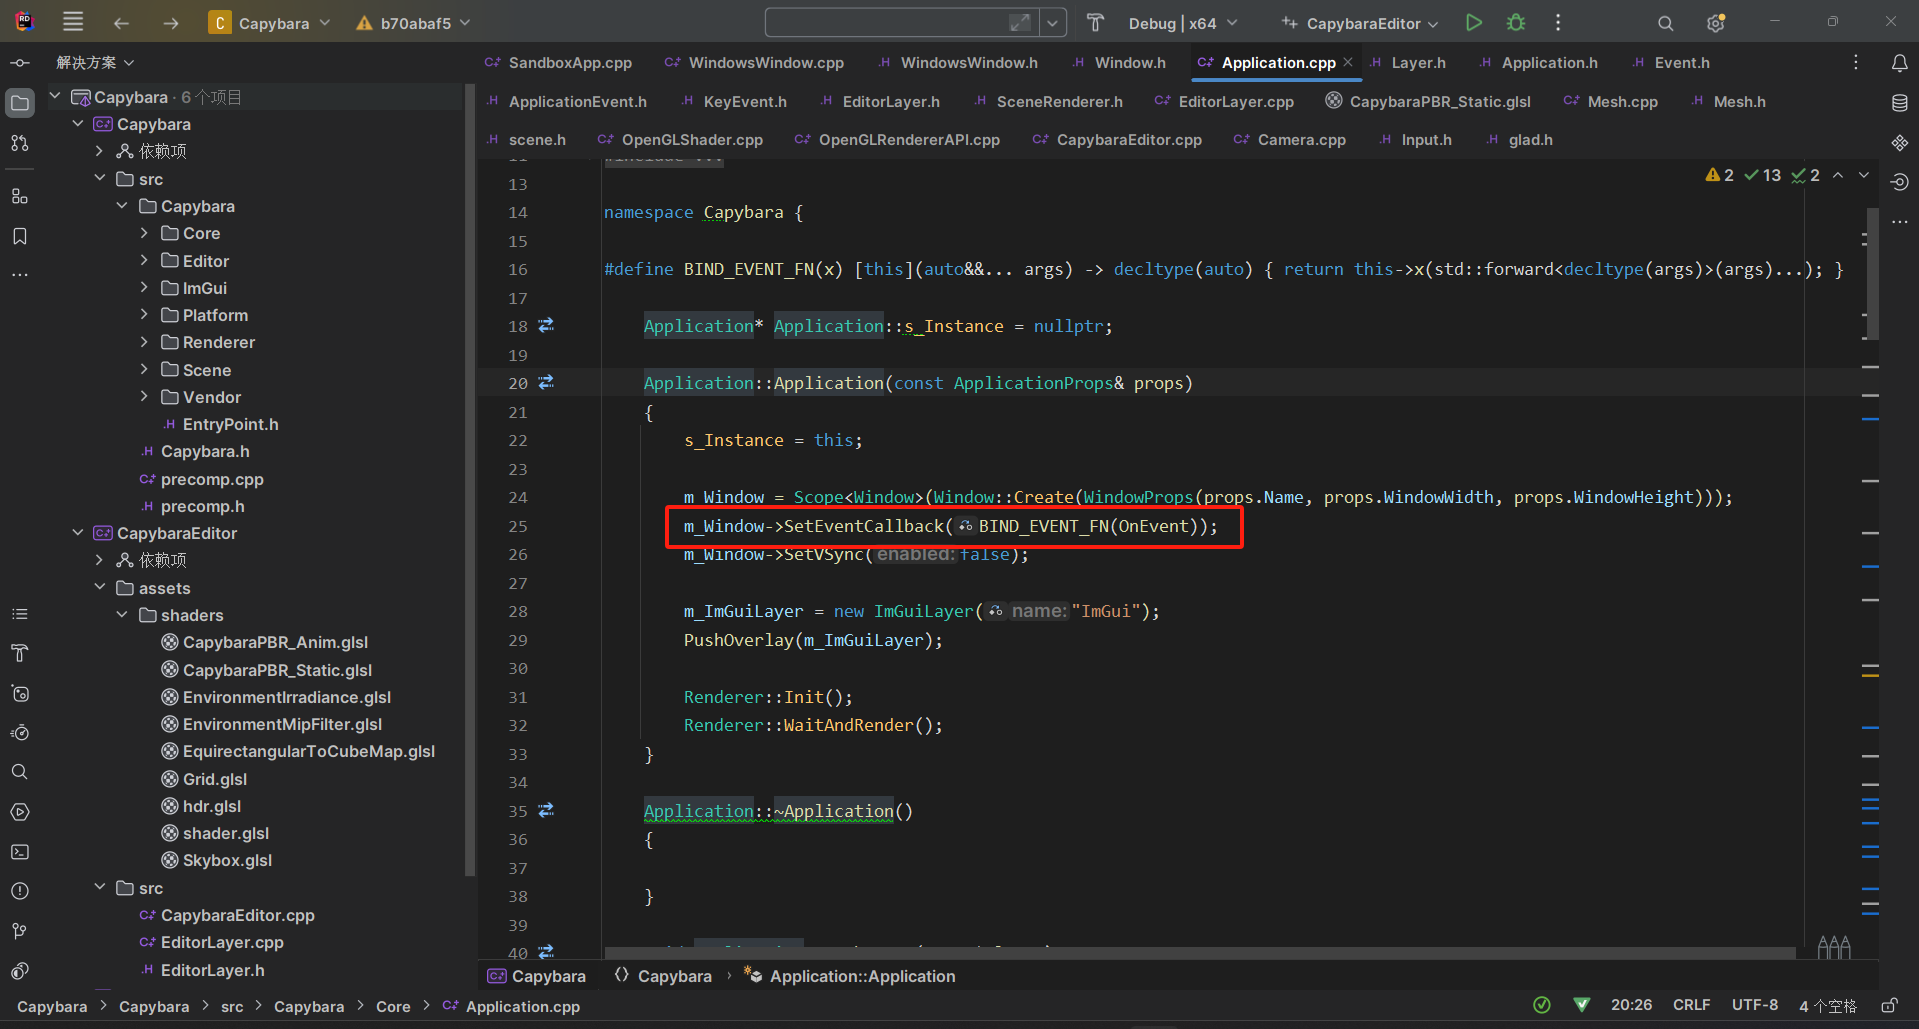 Capybara
b70abaf5
Debug | x64
CapybaraEditor
解决方案
SandboxApp.cpp
WindowsWindow.cpp
WindowsWindow.h
Window.h
Application.cpp
Layer.h
Application.h
Event.h
ApplicationEvent.h
KeyEvent.h
EditorLayer.h
SceneRenderer.h
EditorLayer.cpp
CapybaraPBR_Static.glsl
Mesh.cpp
Mesh.h
scene.h
OpenGLShader.cpp
OpenGLRendererAPI.cpp
CapybaraEditor.cpp
Camera.cpp
Input.h
glad.h
Capybara · 6 个项目
Capybara
依赖项
src
Capybara
Core
Editor
ImGui
Platform
Renderer
Scene
Vendor
EntryPoint.h
Capybara.h
precomp.cpp
precomp.h
CapybaraEditor
依赖项
assets
shaders
CapybaraPBR_Anim.glsl
CapybaraPBR_Static.glsl
EnvironmentIrradiance.glsl
EnvironmentMipFilter.glsl
EquirectangularToCubeMap.glsl
Grid.glsl
hdr.glsl
shader.glsl
Skybox.glsl
src
CapybaraEditor.cpp
EditorLayer.cpp
EditorLayer.h
2 13 2
13
14 namespace Capybara {
15
16 #define BIND_EVENT_FN(x) [this](auto&&... args) -> decltype(auto) { return this->x(std::forward<decltype(args)>(args)...); }
17
18 Application* Application::s_Instance = nullptr;
19
20 Application::Application(const ApplicationProps& props)
21 {
22 s_Instance = this;
23
24 m_Window = Scope<Window>(Window::Create(WindowProps(props.Name, props.WindowWidth, props.WindowHeight)));
25 m_Window->SetEventCallback(BIND_EVENT_FN(OnEvent));
26 m_Window->SetVSync(enabled: false);
27
28 m_ImGuiLayer = new ImGuiLayer(name: "ImGui");
29 PushOverlay(m_ImGuiLayer);
30
31 Renderer::Init();
32 Renderer::WaitAndRender();
33 }
34
35 Application::~Application()
36 {
37
38 }
39
40
Capybara
Capybara › Application::Application
Capybara > Capybara > src > Capybara > Core > Application.cpp
20:26 CRLF UTF-8 4 个空格